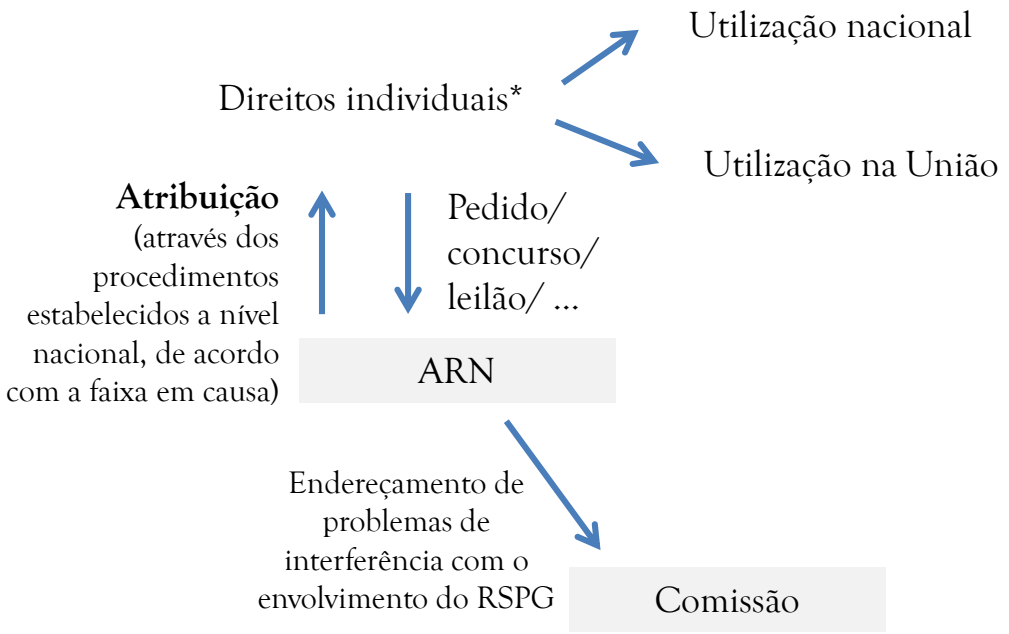 Utilização nacional
Direitos individuais*
Utilização na União
Atribuição
(através dos
procedimentos
estabelecidos a nível
nacional, de acordo
com a faixa em causa)
Pedido/
concurso/
leilão/ ...
ARN
Endereçamento de
problemas de
interferência com o
envolvimento do RSPG
Comissão